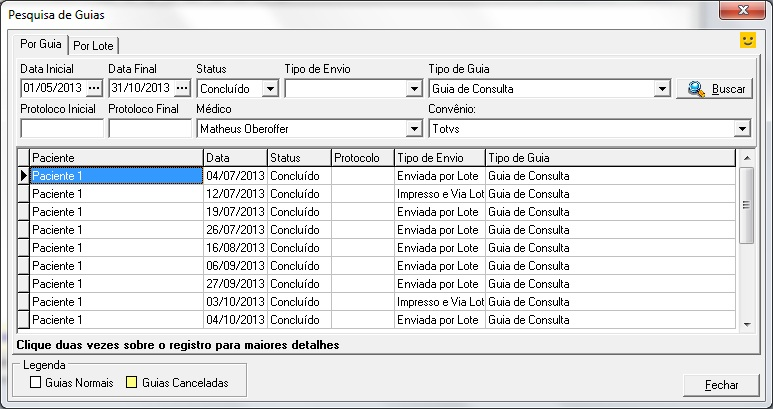 Pesquisa de Guias
Por Guia Por Lote
Data Inicial Data Final Status Tipo de Envio Tipo de Guia
01/05/2013 ... 31/10/2013 ... Concluído Guia de Consulta Buscar
Protoloco Inicial Protoloco Final Médico Convênio:
Matheus Oberoffer Totvs
Paciente Data Status Protocolo Tipo de Envio Tipo de Guia
Paciente 1 04/07/2013 Concluído Enviada por Lote Guia de Consulta
Paciente 1 12/07/2013 Concluído Impresso e Via Lot Guia de Consulta
Paciente 1 19/07/2013 Concluído Enviada por Lote Guia de Consulta
Paciente 1 26/07/2013 Concluído Enviada por Lote Guia de Consulta
Paciente 1 16/08/2013 Concluído Enviada por Lote Guia de Consulta
Paciente 1 06/09/2013 Concluído Enviada por Lote Guia de Consulta
Paciente 1 27/09/2013 Concluído Enviada por Lote Guia de Consulta
Paciente 1 03/10/2013 Concluído Impresso e Via Lot Guia de Consulta
Paciente 1 04/10/2013 Concluído Enviada por Lote Guia de Consulta
Clique duas vezes sobre o registro para maiores detalhes
Legenda
Guias Normais Guias Canceladas
Fechar